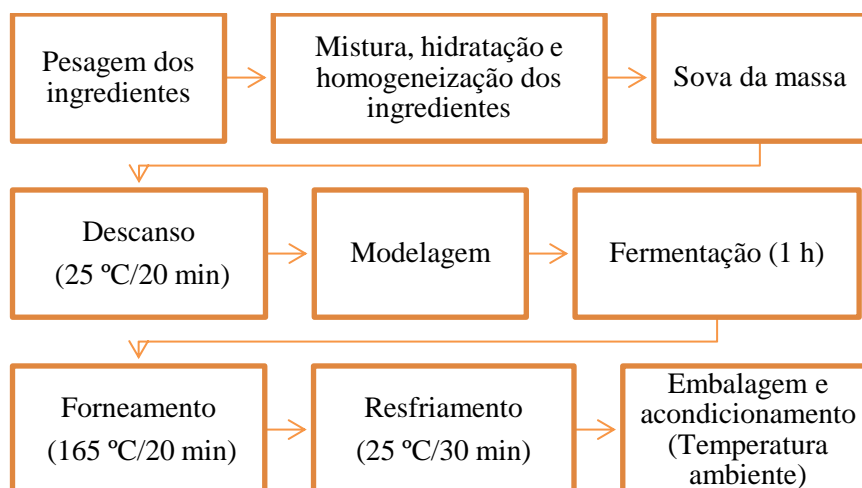 Pesagem dos
ingredientes
Mistura, hidratação e
homogeneização dos
ingredientes
Sova da massa
Descanso
(25 ºC/20 min)
Modelagem
Fermentação (1 h)
Forneamento
(165 ºC/20 min)
Resfriamento
(25 ºC/30 min)
Embalagem e
acondicionamento
(Temperatura
ambiente)